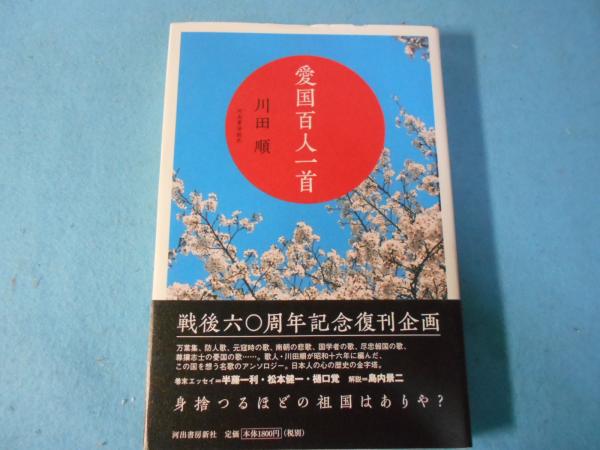 愛国百人一首
川田 順
河出書房新社
戦後六〇周年記念復刊企画
万葉集、防人歌、元寇時の歌、南朝の悲歌、国学者の歌、尽忠報国の歌、
尊攘志士の憂国の歌……。歌人・川田順が昭和十六年に編んだ、
この国を想う名歌のアンソロジー。日本人の心の歴史の金字塔。
巻末エッセイ=半藤一利・松本健一・樋口覚 解説=島内景二
身捨つるほどの祖国はありや?
河出書房新社 定価 本体1800円(税別)